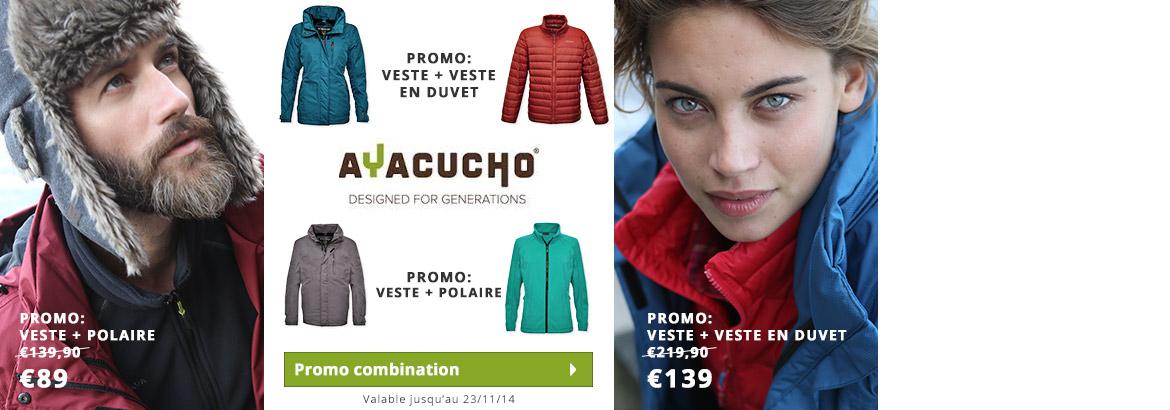 PROMO:
VESTE + POLAIRE
€139,90
€89
PROMO:
VESTE + VESTE
EN DUVET
AYACUCHO®
DESIGNED FOR GENERATIONS
PROMO:
VESTE + POLAIRE
Promo combination
Valable jusqu'au 23/11/14
PROMO:
VESTE + VESTE EN DUVET
€219,90
€139